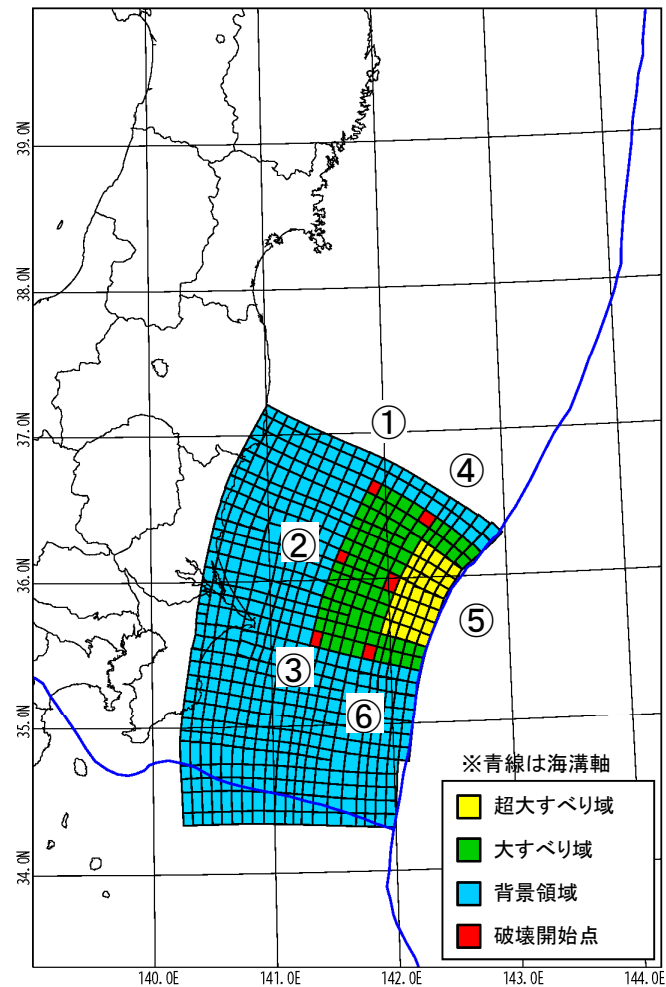 39.0N
38.0N
37.0N
36.0N
35.0N
34.0N
①
④
②
⑤
③
⑥
※青線は海溝軸
超大すべり域
大すべり域
背景領域
破壊開始点
140.0E
141.0E
142.0E
143.0E
144.0E